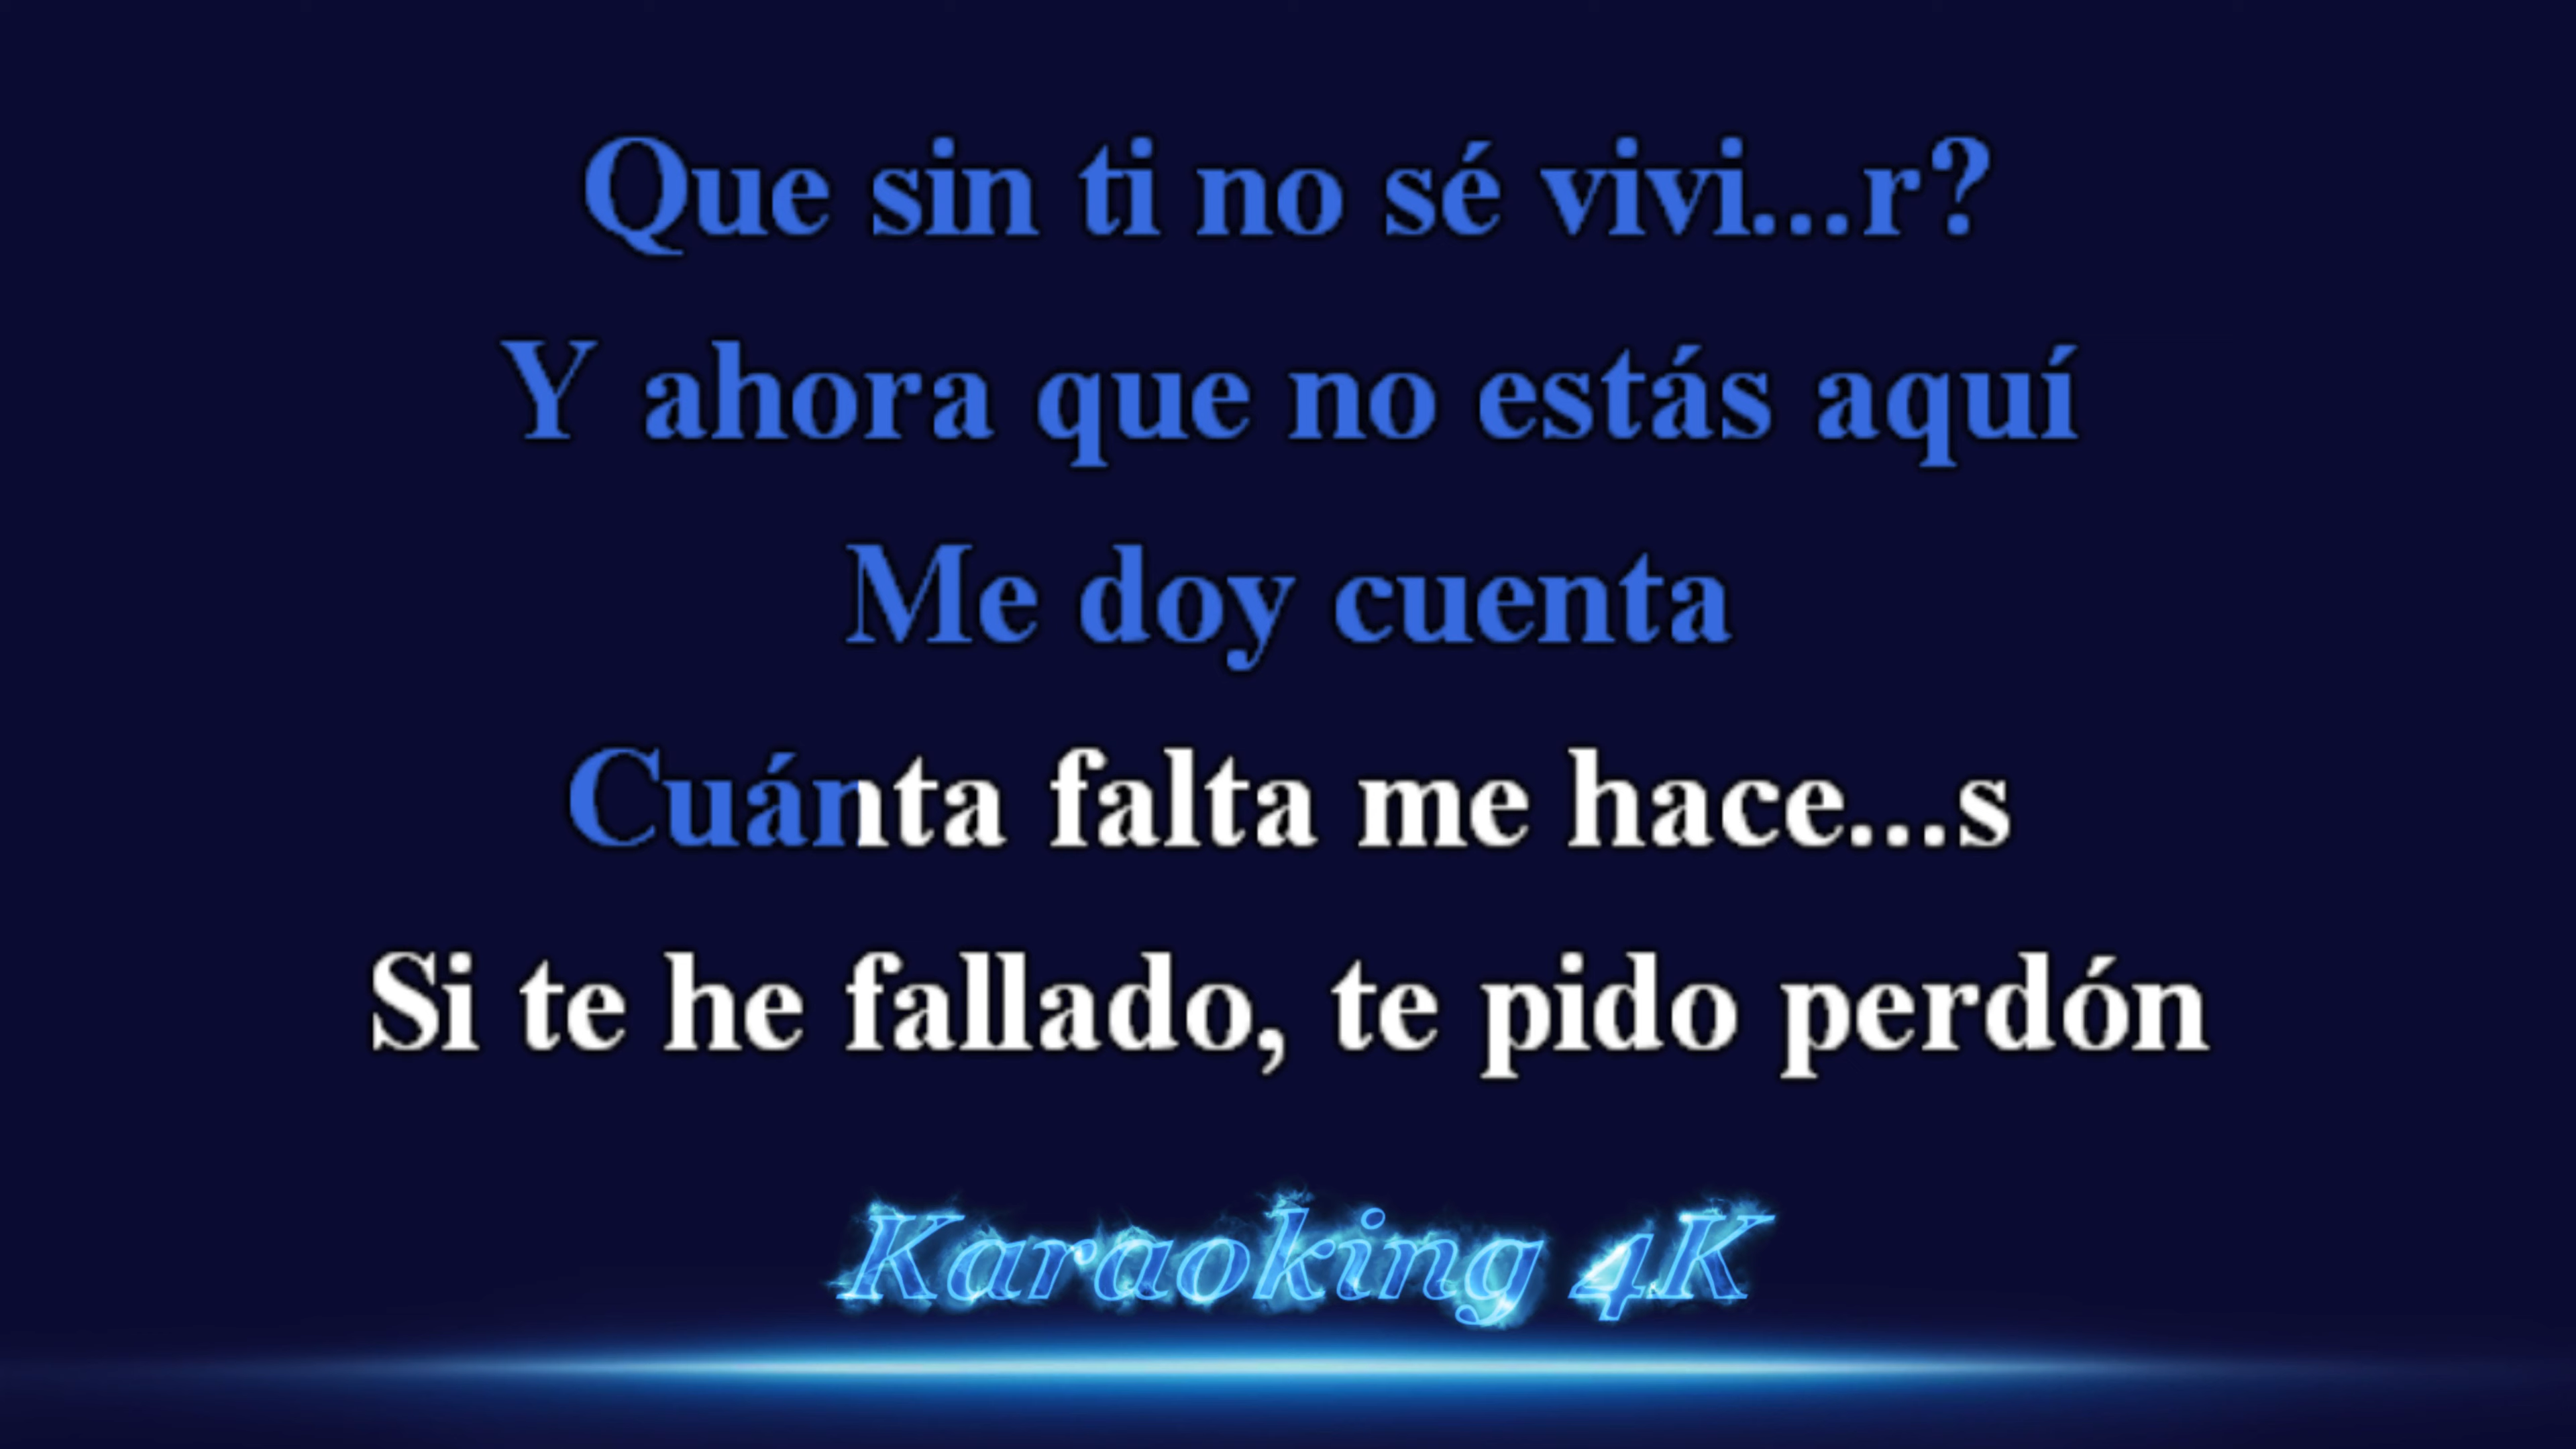 Que sin ti no sé vivi...r?
Y ahora que no estás aquí
Me doy cuenta
Cuánta falta me hace...s
Si te he fallado, te pido perdón
Karaoking 4K